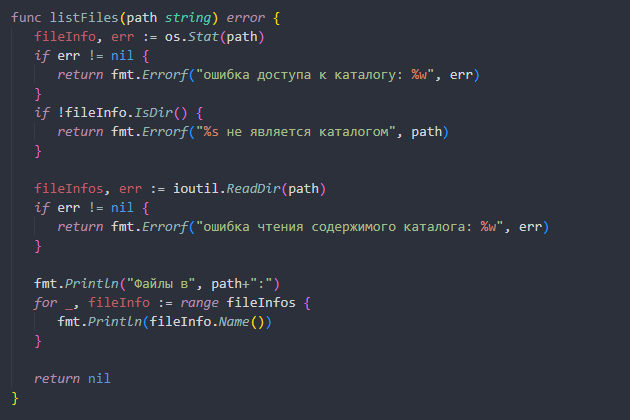 func listFiles(path string) error {
fileInfo, err := os.Stat(path)
if err != nil {
return fmt.Errorf("ошибка доступа к каталогу: %w", err)
}
if !fileInfo.IsDir() {
return fmt.Errorf("%s не является каталогом", path)
}
fileInfos, err := ioutil.ReadDir(path)
if err != nil {
return fmt.Errorf("ошибка чтения содержимого каталога: %w", err)
}
fmt.Println("Файлы в", path+":")
for _, fileInfo := range fileInfos {
fmt.Println(fileInfo.Name())
}
return nil
}